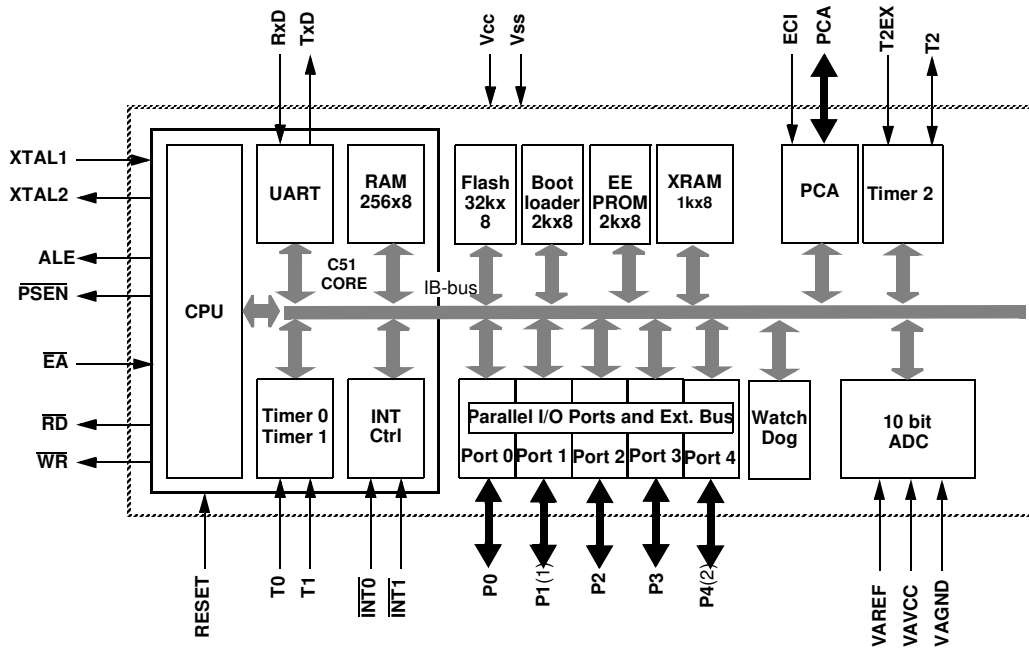 RxD
TxD
Vcc
Vss
ECI
PCA
T2EX
T2
XTAL1
XTAL2
ALE
PSEN
EA
RD
WR
CPU
UART
RAM
256x8
C51
CORE
IB-bus
Flash
32kx
8
Boot
loader
2kx8
EE
PROM
2kx8
XRAM
1kx8
PCA
Timer 2
Timer 0
Timer 1
INT
Ctrl
Parallel I/O Ports and Ext. Bus
Port 0
Port 1
Port 2
Port 3
Port 4
Watch
Dog
10 bit
ADC
RESET
T0
T1
INT0
INT1
P0
P1(1)
P2
P3
P4(2)
VAREF
VAVCC
VAGND